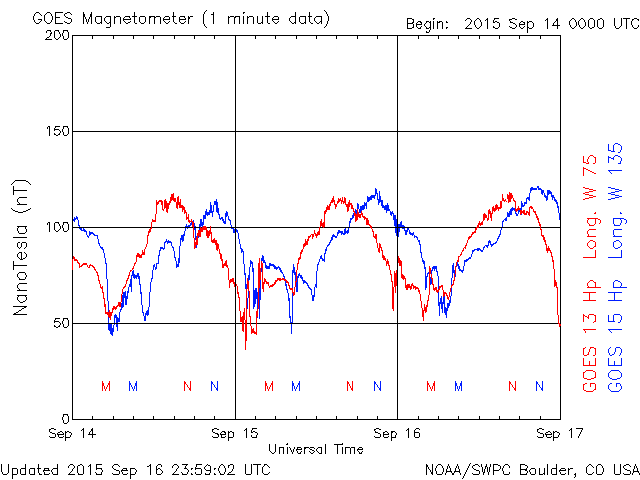 GOES Magnetometer (1 minute data)
Begin: 2015 Sep 14 0000 UTC
200
150
100
50
0
NanoTesla (nT)
M M N N M M N N M M N N
Sep 14 Sep 15 Sep 16 Sep 17
Universal Time
GOES 13 Hp Long. W 75
GOES 15 Hp Long. W 135
Updated 2015 Sep 16 23:59:02 UTC
NOAA/SWPC Boulder, CO USA